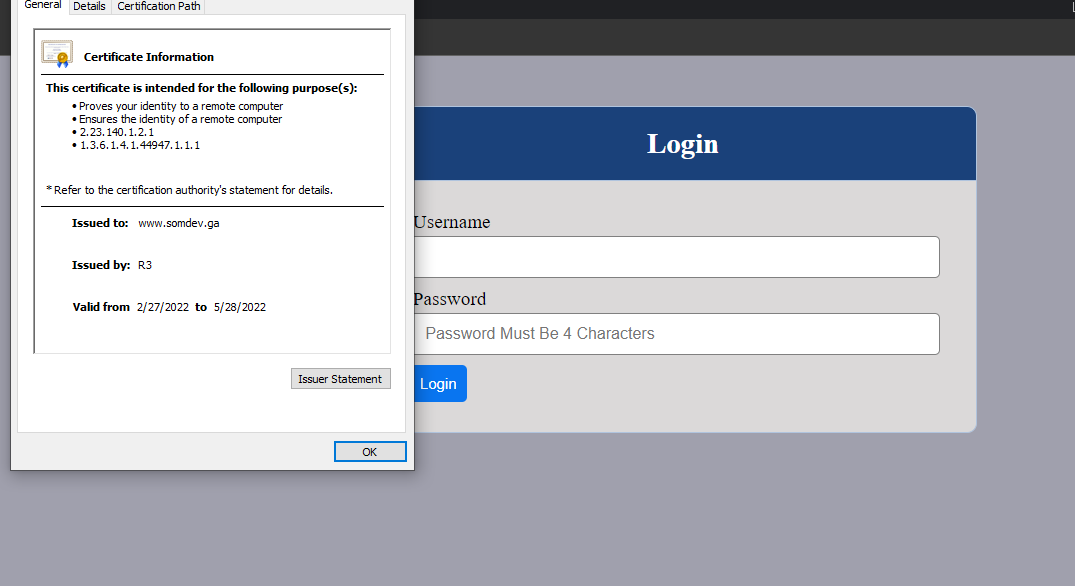 General Details Certification Path
Certificate Information
This certificate is intended for the following purpose(s):
• Proves your identity to a remote computer
• Ensures the identity of a remote computer
• 2.23.140.1.2.1
• 1.3.6.1.4.1.44947.1.1.1
* Refer to the certification authority's statement for details.
Issued to: www.somdev.ga
Issued by: R3
Valid from 2/27/2022 to 5/28/2022
Issuer Statement
OK
Login
Username
Password
Password Must Be 4 Characters
Login